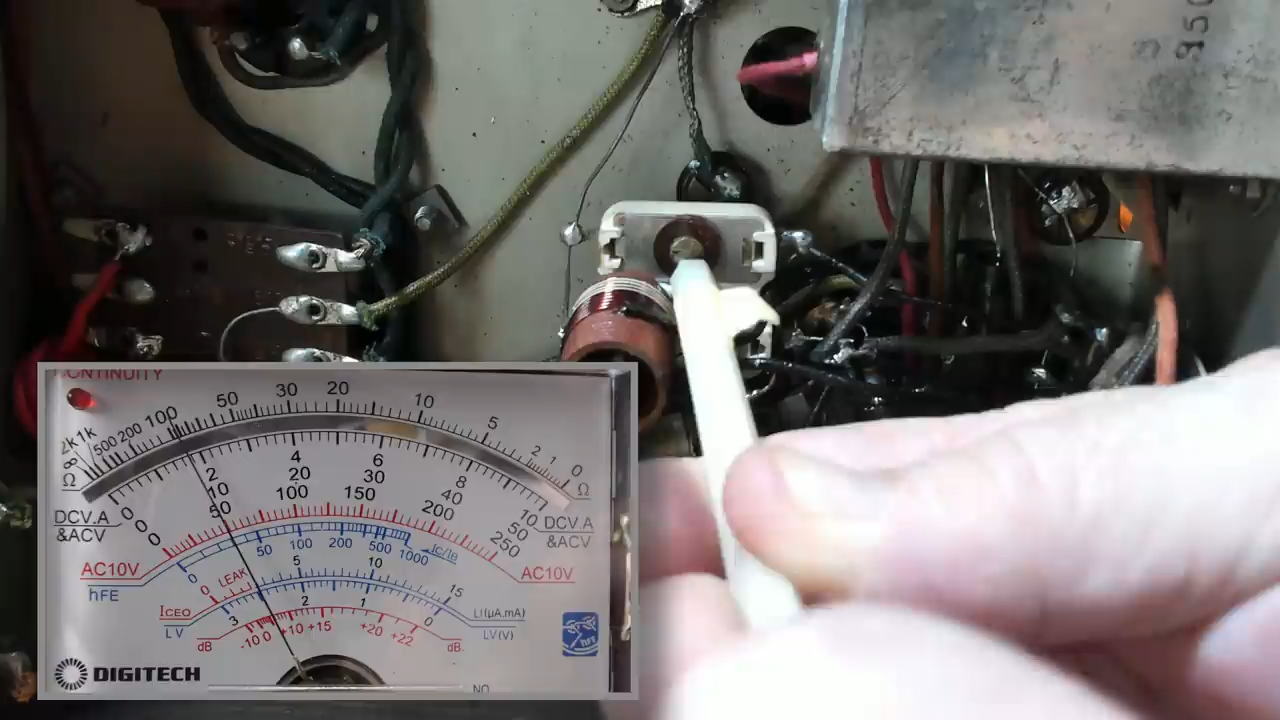 950
CONTINUITY
∞ 2k 1k 500 200 100 50 30 20 10 5 2 1 0
Ω Ω
0 2 4 6 8 10
0 10 20 30 40 50
0 50 100 150 200 250
DCV.A &ACV DCV.A &ACV
AC10V AC10V
hFE 0 50 100 200 500 1000 IC/IB
ICEO 0 LEAK 5 10 15 LI(μA.mA)
LV 3 2 1 0 LV(V)
dB -10 0 +10 +15 +20 +22 dB
hFE
DIGITECH
NO